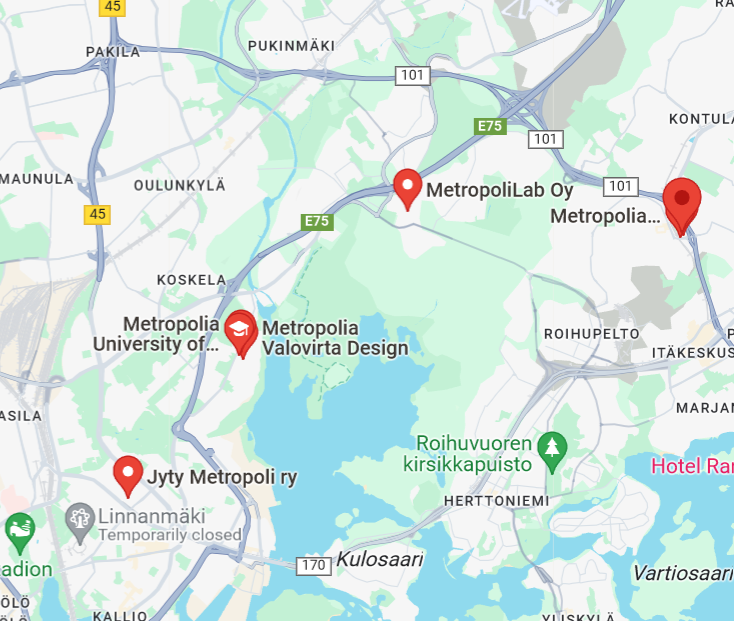 45
RA
PUKINMÄKI
PAKILA
101
KONTULA
E75
101
MAUNULA
OULUNKYLÄ
101
MetropoliLab Oy
45
E75
Metropolia...
KOSKELA
Metropolia
University of...
Metropolia
Valovirta Design
ROIHUPELTO
P
ITÄKESKUS
ASILA
MARJAN
Roihuvuoren
kirsikkapuisto
Hotel Ran
Jyty Metropoli ry
HERTTONIEMI
Linnanmäki
Temporarily closed
170
Kulosaari
adion
Vartiosaari
ÖLÖ
KALLIO
YLISKYLÄ
ÖLÖ